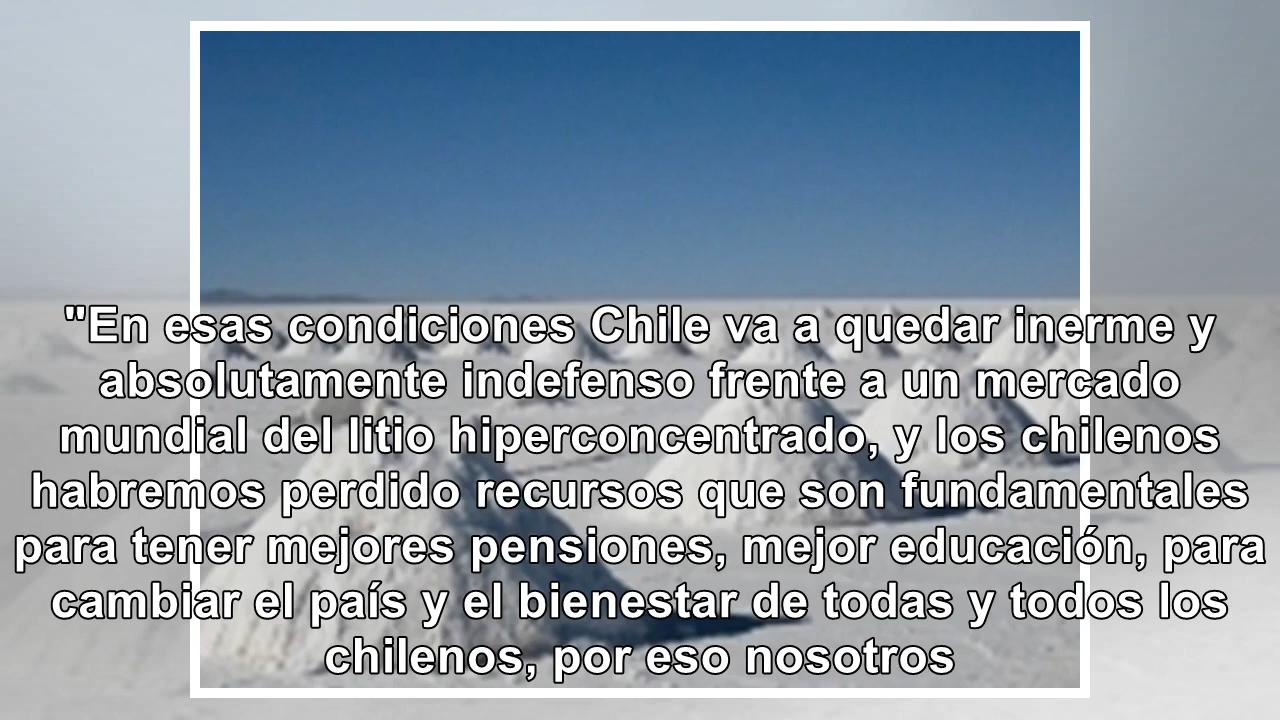 "En esas condiciones Chile va a quedar inerme y
absolutamente indefenso frente a un mercado
mundial del litio hiperconcentrado, y los chilenos
habremos perdido recursos que son fundamentales
para tener mejores pensiones, mejor educación, para
cambiar el país y el bienestar de todas y todos los
chilenos, por eso nosotros